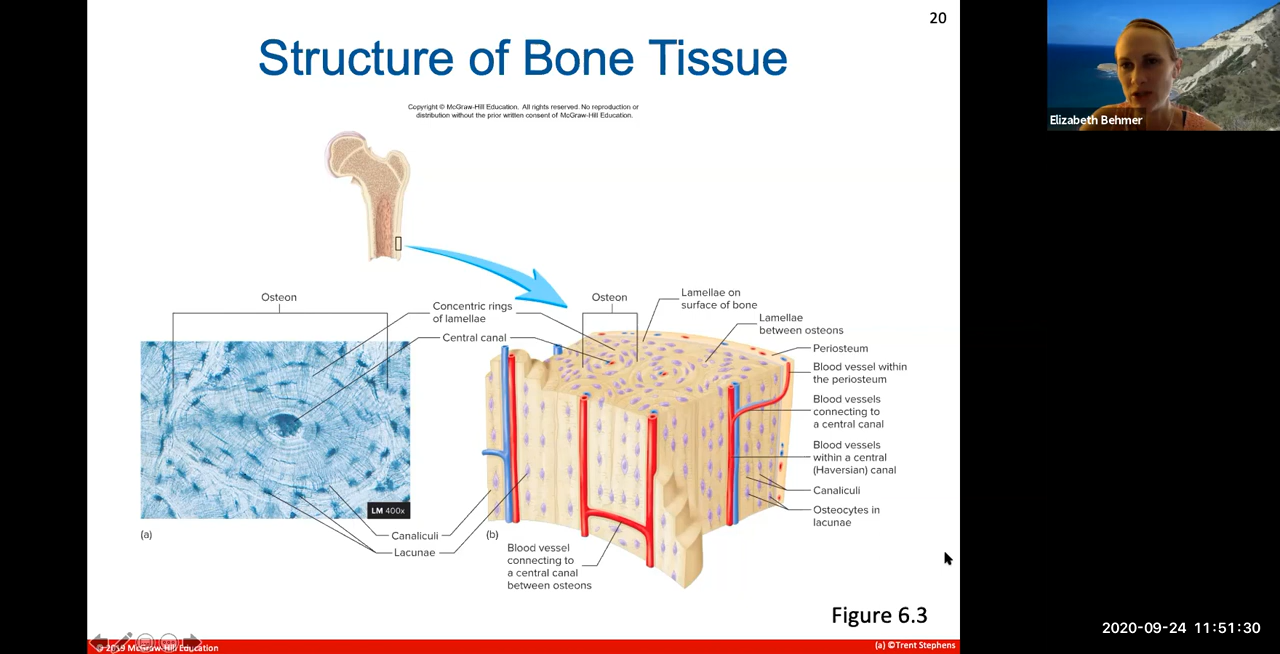 20
Structure of Bone Tissue
Copyright © McGraw-Hill Education. All rights reserved. No reproduction or
distribution without the prior written consent of McGraw-Hill Education.
Elizabeth Behmer
Osteon
Concentric rings
of lamellae
Central canal
Osteon
Lamellae on
surface of bone
Lamellae
between osteons
Periosteum
Blood vessel within
the periosteum
Blood vessels
connecting to
a central canal
Blood vessels
within a central
(Haversian) canal
Canaliculi
Osteocytes in
lacunae
LM 400x
(a)
Canaliculi
Lacunae
(b)
Blood vessel
connecting to
a central canal
between osteons
Figure 6.3
2020-09-24 11:51:30
© 2019 McGraw-Hill Education
(a) ©Trent Stephens